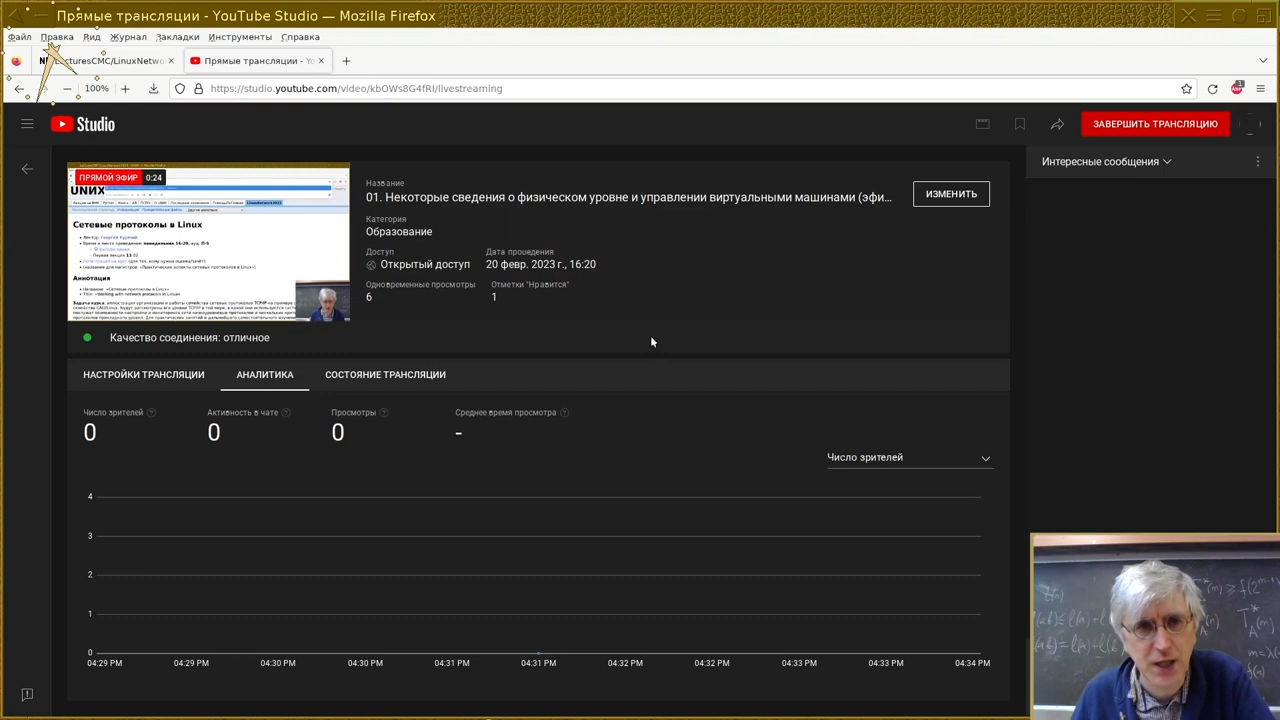 Прямые трансляции - YouTube Studio — Mozilla Firefox
Файл Правка Вид Журнал Закладки Инструменты Справка
Прямые трансляции - Yo
100%
https://studio.youtube.com/video/kbOWs8G4fRI/livestreaming
Studio
ЗАВЕРШИТЬ ТРАНСЛЯЦИЮ
Интересные сообщения
ПРЯМОЙ ЭФИР 0:24
UNИX
Сетевые протоколы в Linux
Аннотация
Название
01. Некоторые сведения о физическом уровне и управлении виртуальными машинами (эфи...
ИЗМЕНИТЬ
Категория
Образование
Доступ
Открытый доступ
Дата проведения
20 февр. 2023 г., 16:20
Одновременные просмотры
6
Отметки "Нравится"
1
Качество соединения: отличное
НАСТРОЙКИ ТРАНСЛЯЦИИ АНАЛИТИКА СОСТОЯНИЕ ТРАНСЛЯЦИИ
Число зрителей Активность в чате Просмотры Среднее время просмотра
0 0 0 -
Число зрителей
4
3
2
1
0
04:29 PM 04:29 PM 04:30 PM 04:30 PM 04:31 PM 04:31 PM 04:32 PM 04:32 PM 04:33 PM 04:33 PM 04:34 PM